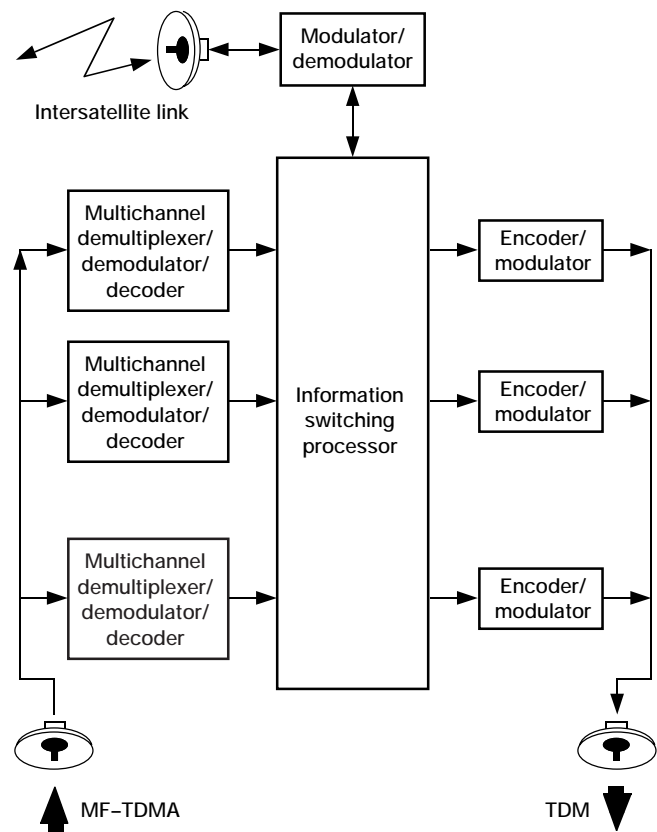 Modulator/
demodulator
Intersatellite link
Multichannel
demultiplexer/
demodulator/
decoder
Encoder/
modulator
Multichannel
demultiplexer/
demodulator/
decoder
Information
switching
processor
Encoder/
modulator
Multichannel
demultiplexer/
demodulator/
decoder
Encoder/
modulator
MF–TDMA
TDM